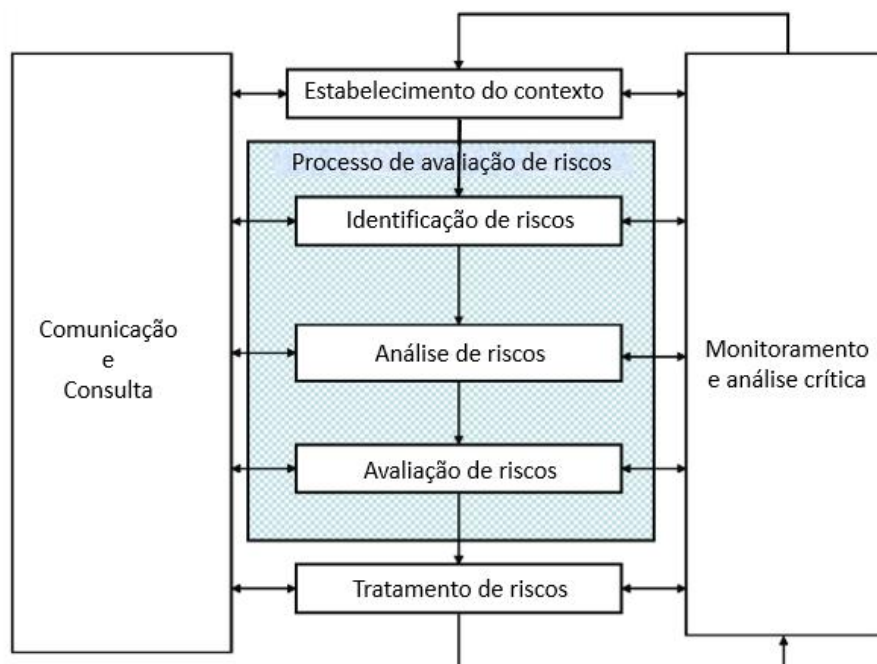 Estabelecimento do contexto
Processo de avaliação de riscos
Identificação de riscos
Comunicação
e
Consulta
Análise de riscos
Monitoramento
e análise crítica
Avaliação de riscos
Tratamento de riscos